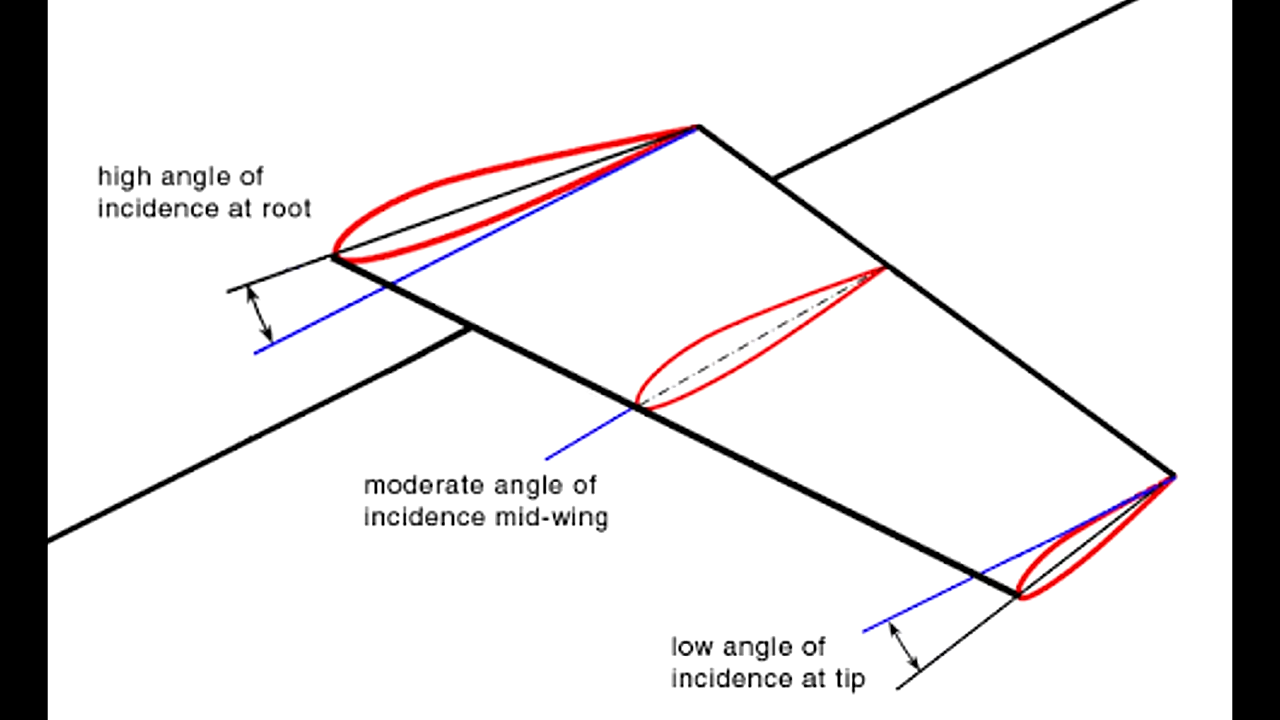 high angle of
incidence at root
moderate angle of
incidence mid-wing
low angle of
incidence at tip